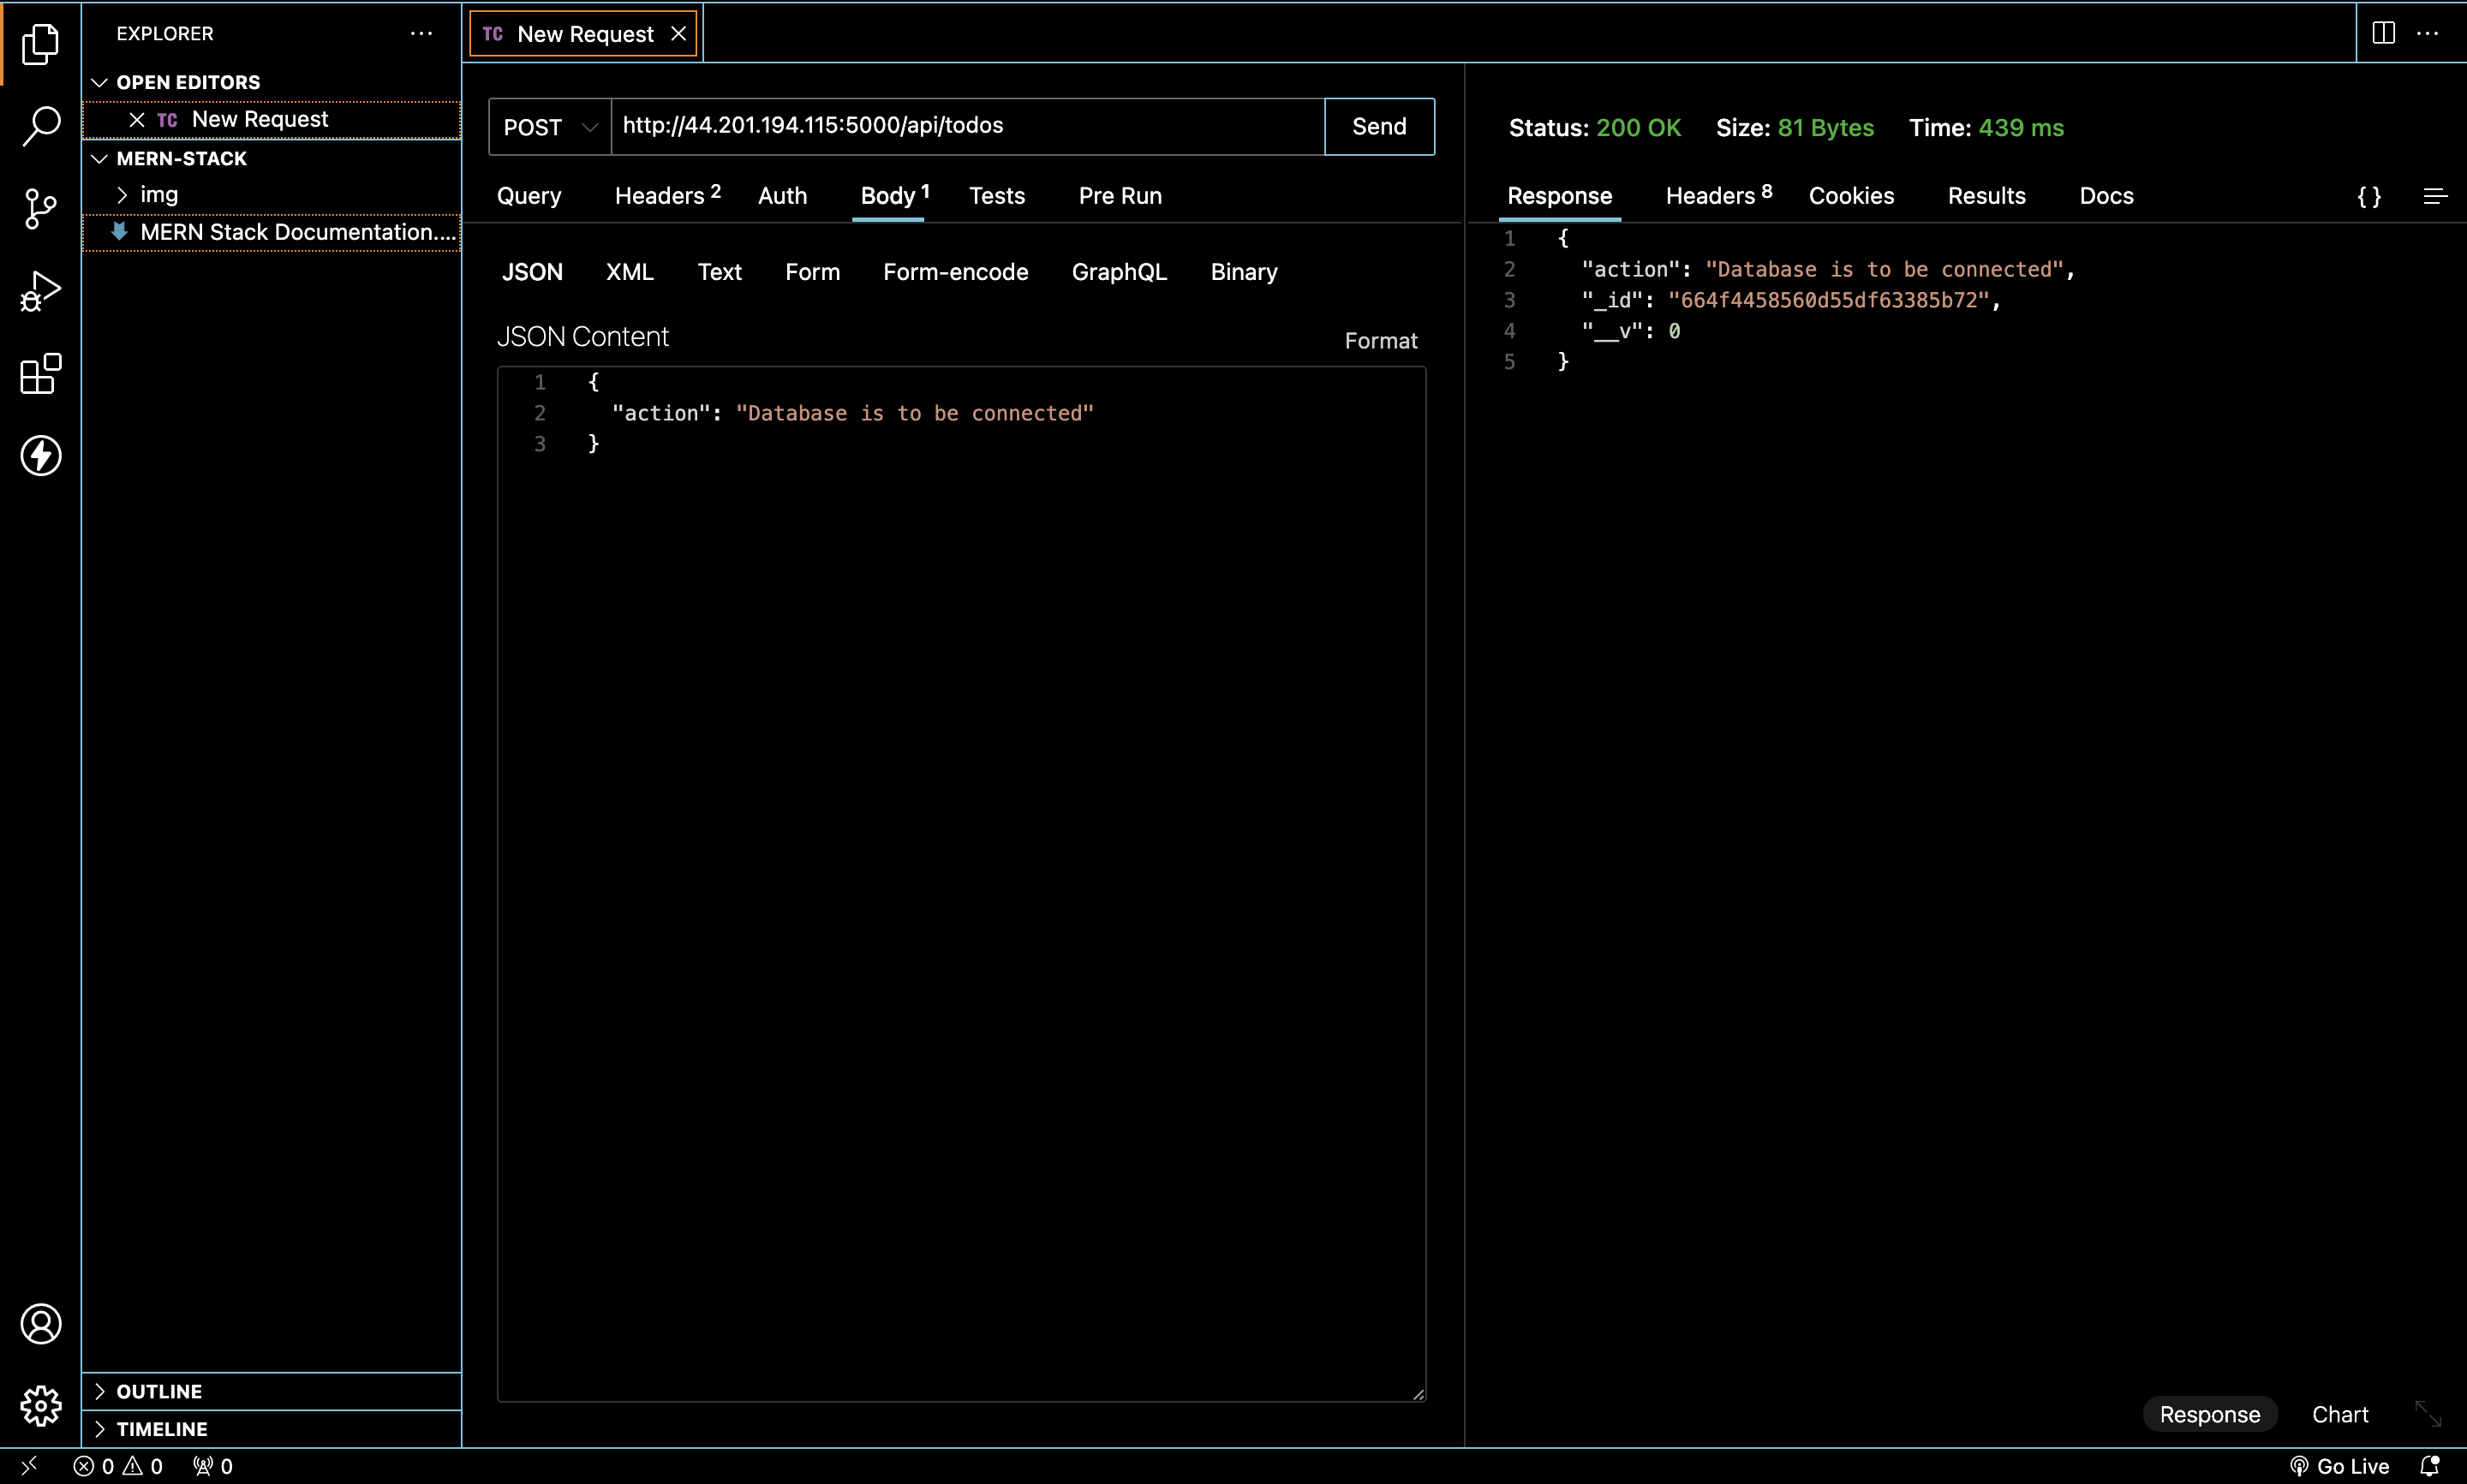 EXPLORER
OPEN EDITORS
TC New Request
MERN-STACK
img
MERN Stack Documentation....
OUTLINE
TIMELINE
TC New Request
POST http://44.201.194.115:5000/api/todos Send
Query Headers 2 Auth Body 1 Tests Pre Run
JSON XML Text Form Form-encode GraphQL Binary
JSON Content Format
1 {
2 "action": "Database is to be connected"
3 }
Status: 200 OK Size: 81 Bytes Time: 439 ms
Response Headers 8 Cookies Results Docs {}
1 {
2 "action": "Database is to be connected",
3 "_id": "664f4458560d55df63385b72",
4 "__v": 0
5 }
Response Chart
0 0 0 Go Live